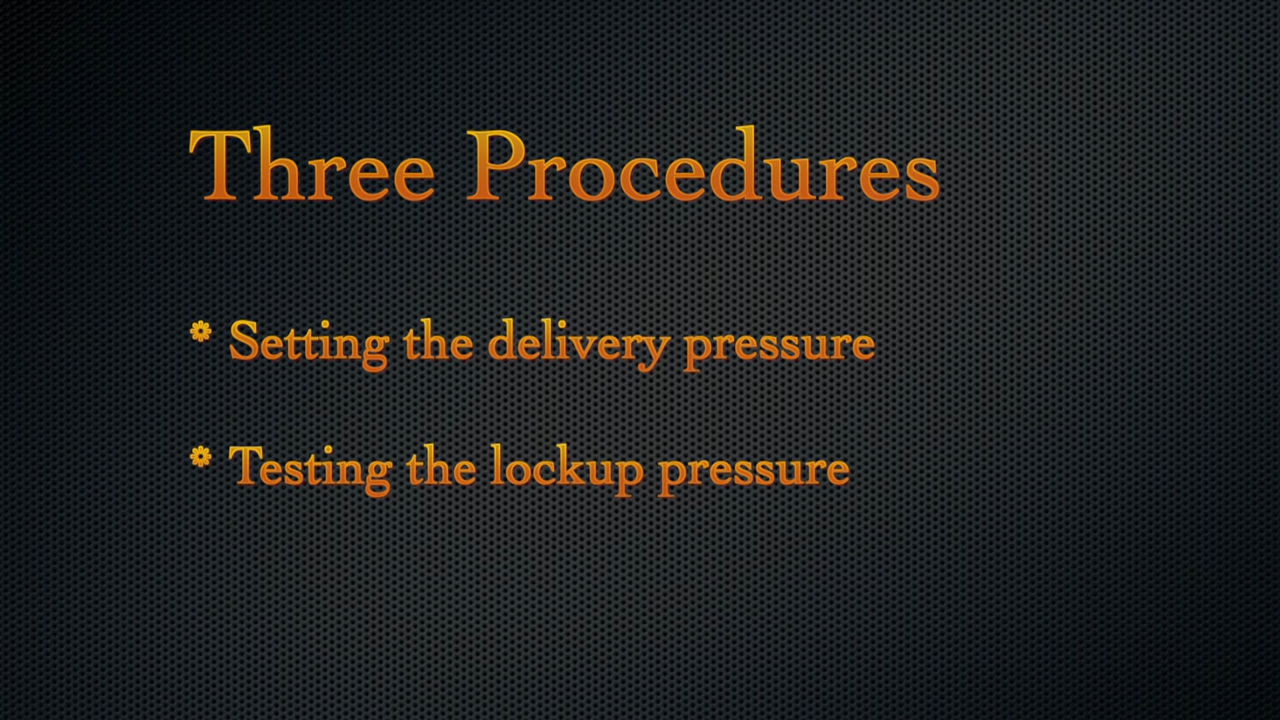 Three Procedures
* Setting the delivery pressure
* Testing the lockup pressure